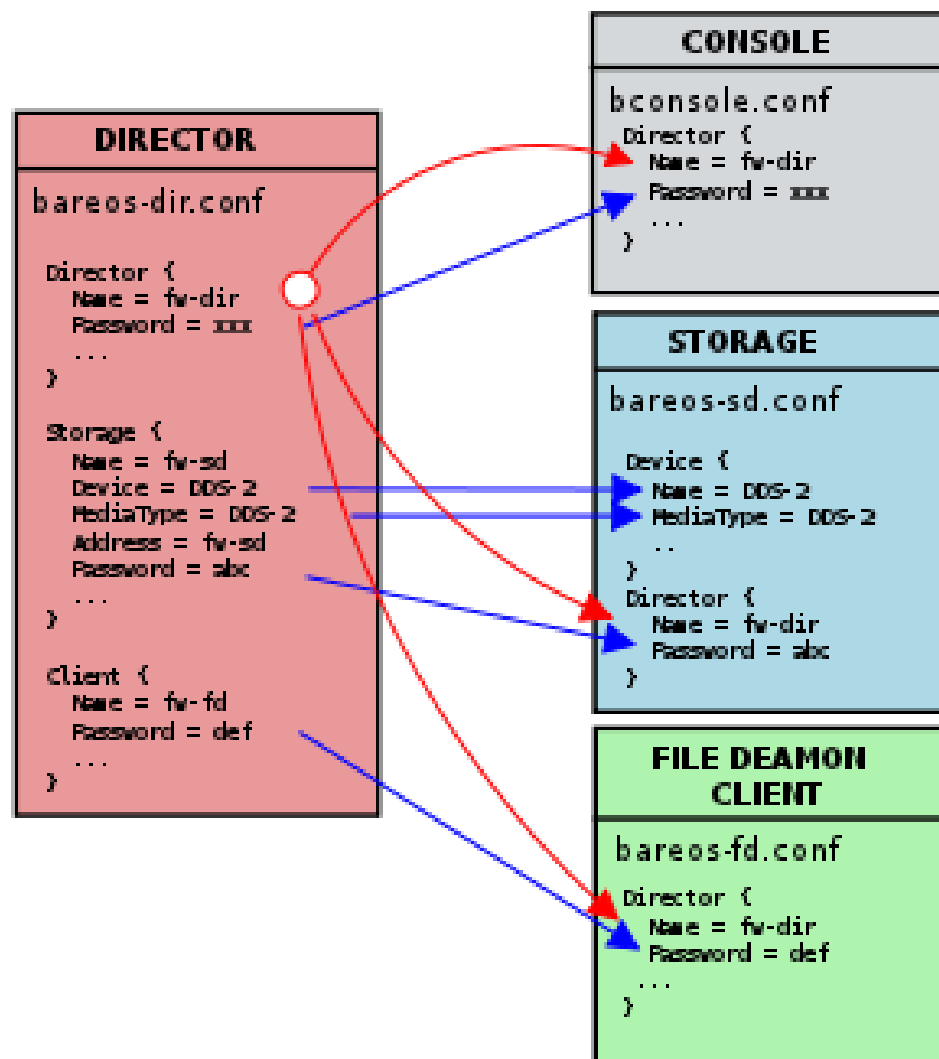 DIRECTOR
bareos-dir.conf
Director {
Name = fw-dir
Password = xxx
...
}
Storage {
Name = fw-sd
Device = DDS-2
MediaType = DDS-2
Address = fw-sd
Password = abc
...
}
Client {
Name = fw-fd
Password = def
...
}
CONSOLE
bconsole.conf
Director {
Name = fw-dir
Password = xxx
...
}
STORAGE
bareos-sd.conf
Device {
Name = DDS-2
MediaType = DDS-2
..
}
Director {
Name = fw-dir
Password = abc
}
FILE DEAMON
CLIENT
bareos-fd.conf
Director {
Name = fw-dir
Password = def
...
}